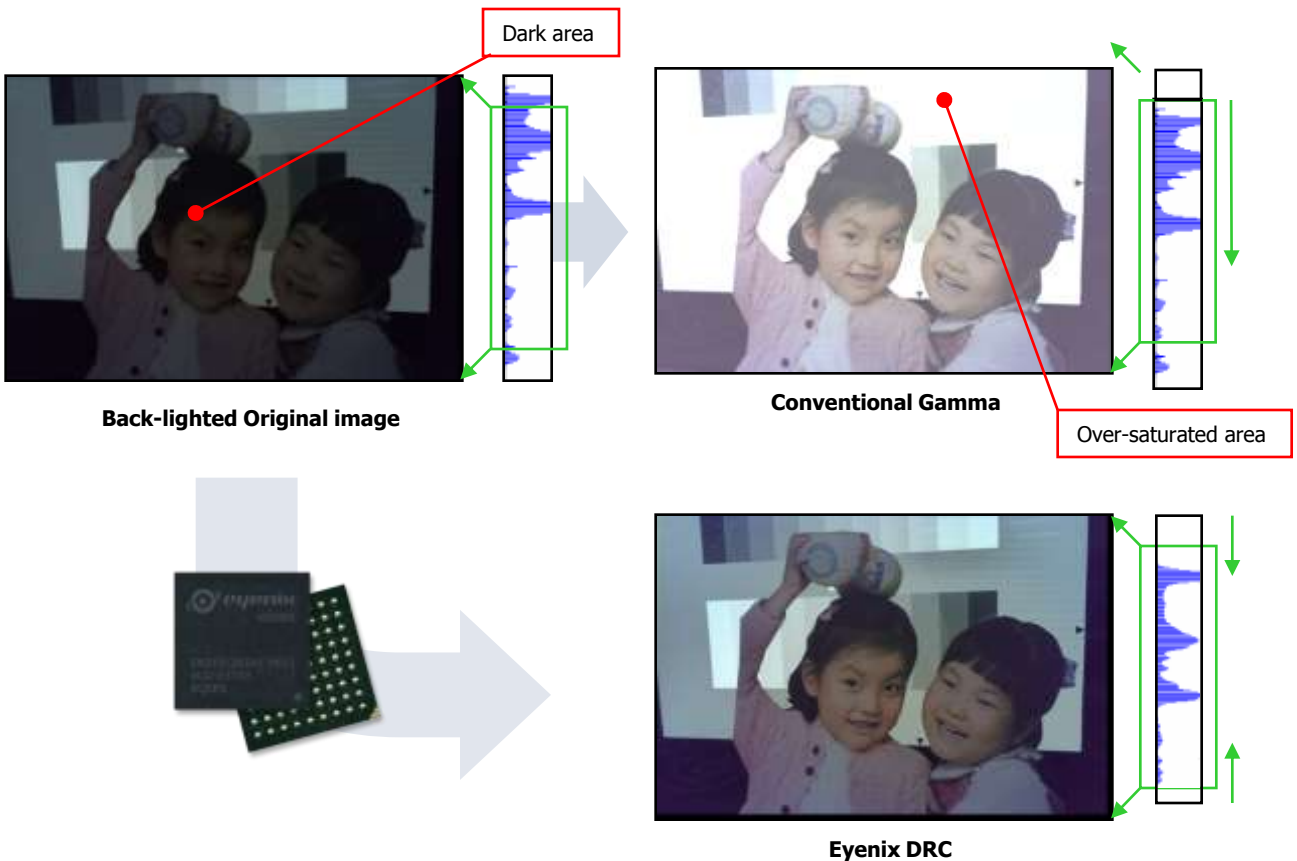 Dark area
Back-lighted Original image
Conventional Gamma
Over-saturated area
eyenix
Eyenix DRC